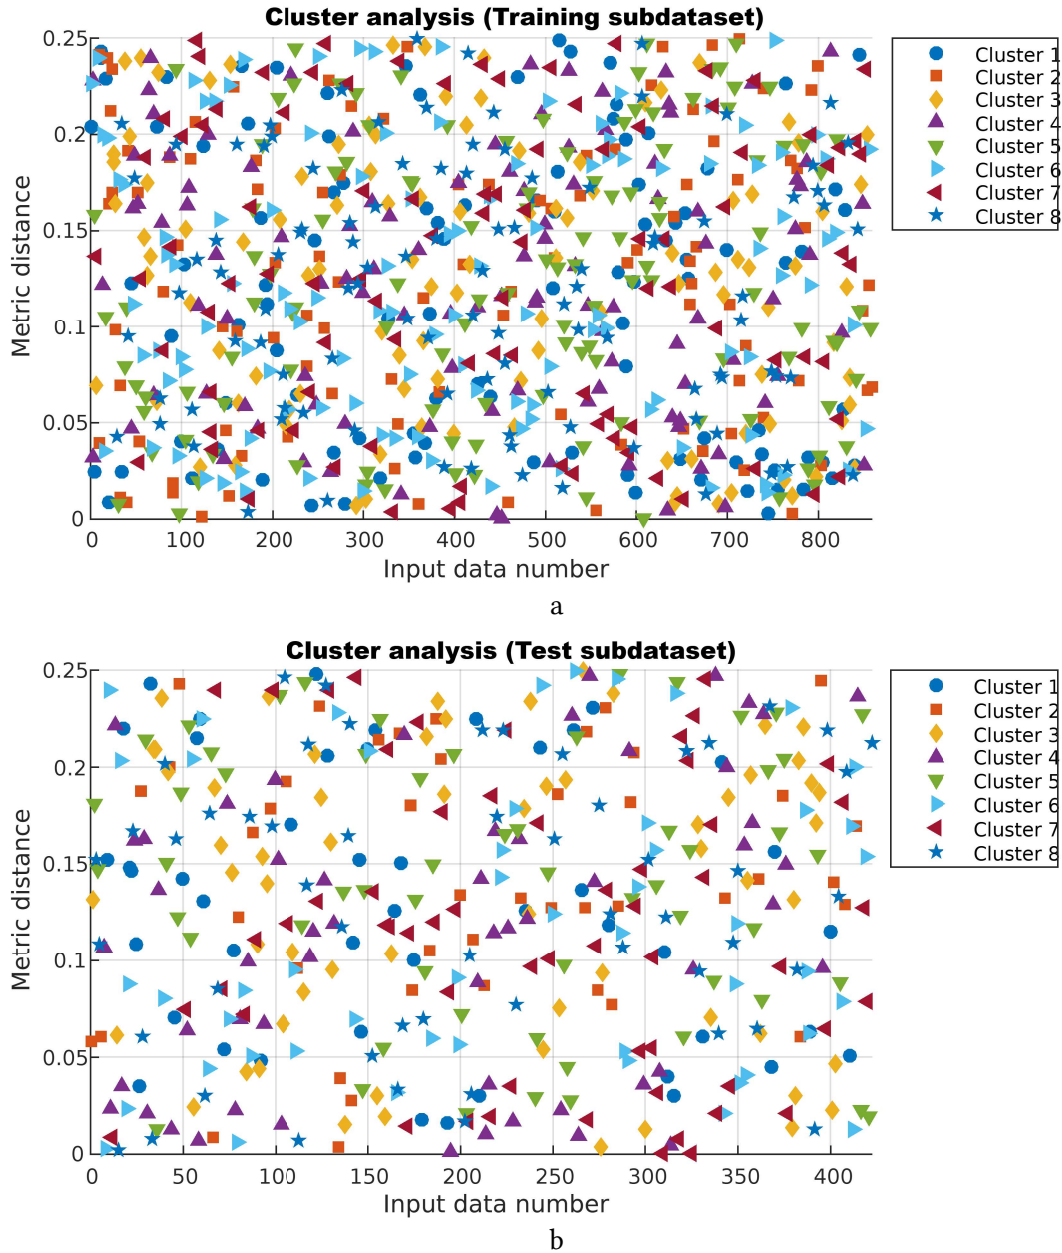 Cluster analysis (Training subdataset)
0.25
0.2
0.15
0.1
0.05
0
Metric distance
0 100 200 300 400 500 600 700 800
Input data number
Cluster 1
Cluster 2
Cluster 3
Cluster 4
Cluster 5
Cluster 6
Cluster 7
Cluster 8
a
Cluster analysis (Test subdataset)
0.25
0.2
0.15
0.1
0.05
0
Metric distance
0 50 100 150 200 250 300 350 400
Input data number
Cluster 1
Cluster 2
Cluster 3
Cluster 4
Cluster 5
Cluster 6
Cluster 7
Cluster 8
b